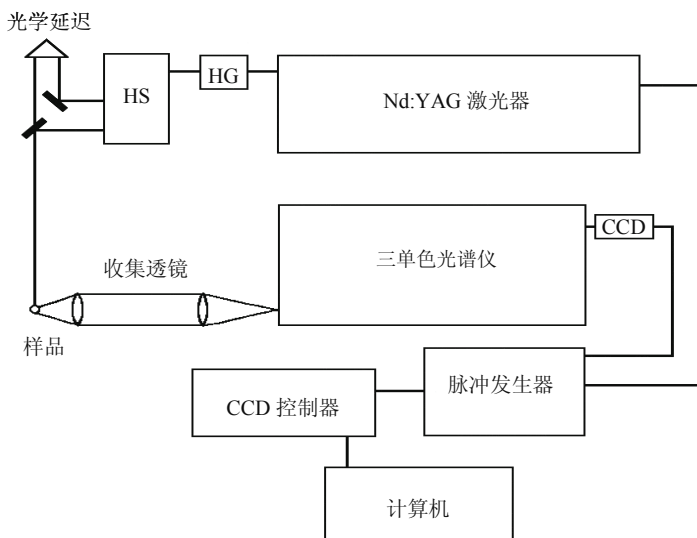 光学延迟
HS
HG
Nd:YAG 激光器
三单色光谱仪
CCD
收集透镜
样品
脉冲发生器
CCD 控制器
计算机